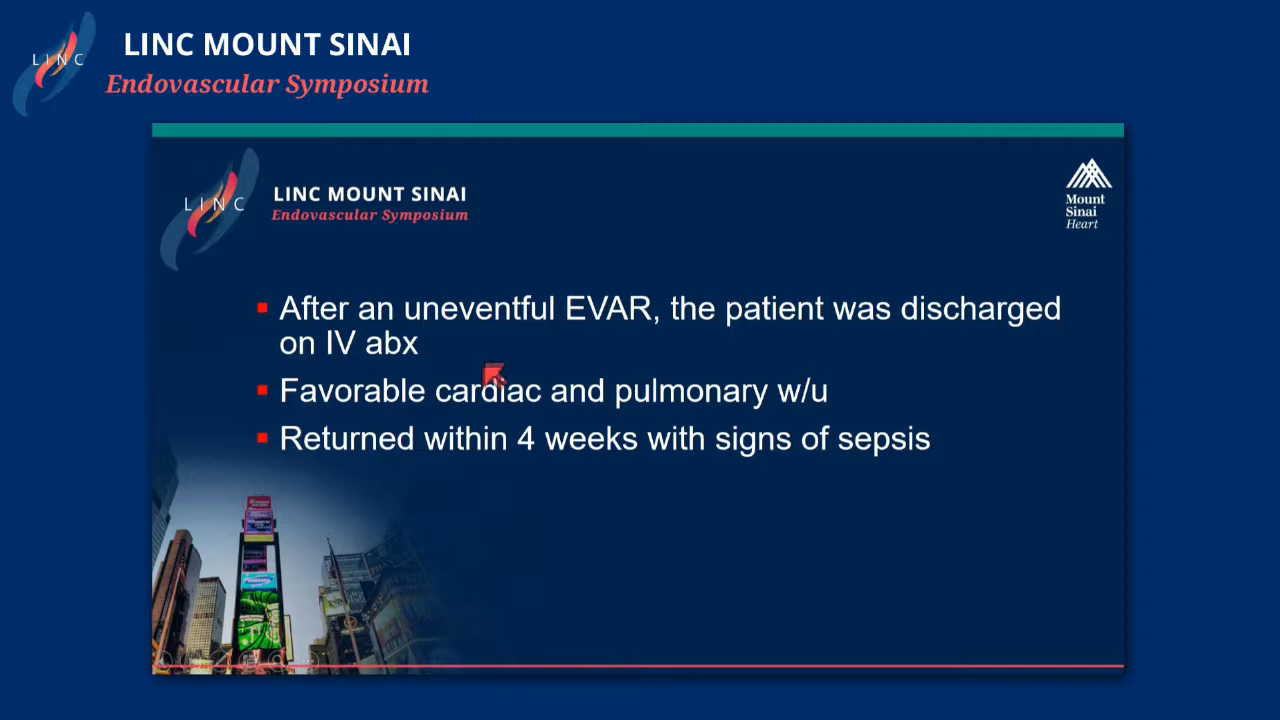 LINC
LINC MOUNT SINAI
Endovascular Symposium
LINC
LINC MOUNT SINAI
Endovascular Symposium
Mount
Sinai
Heart
After an uneventful EVAR, the patient was discharged
on IV abx
Favorable cardiac and pulmonary w/u
Returned within 4 weeks with signs of sepsis